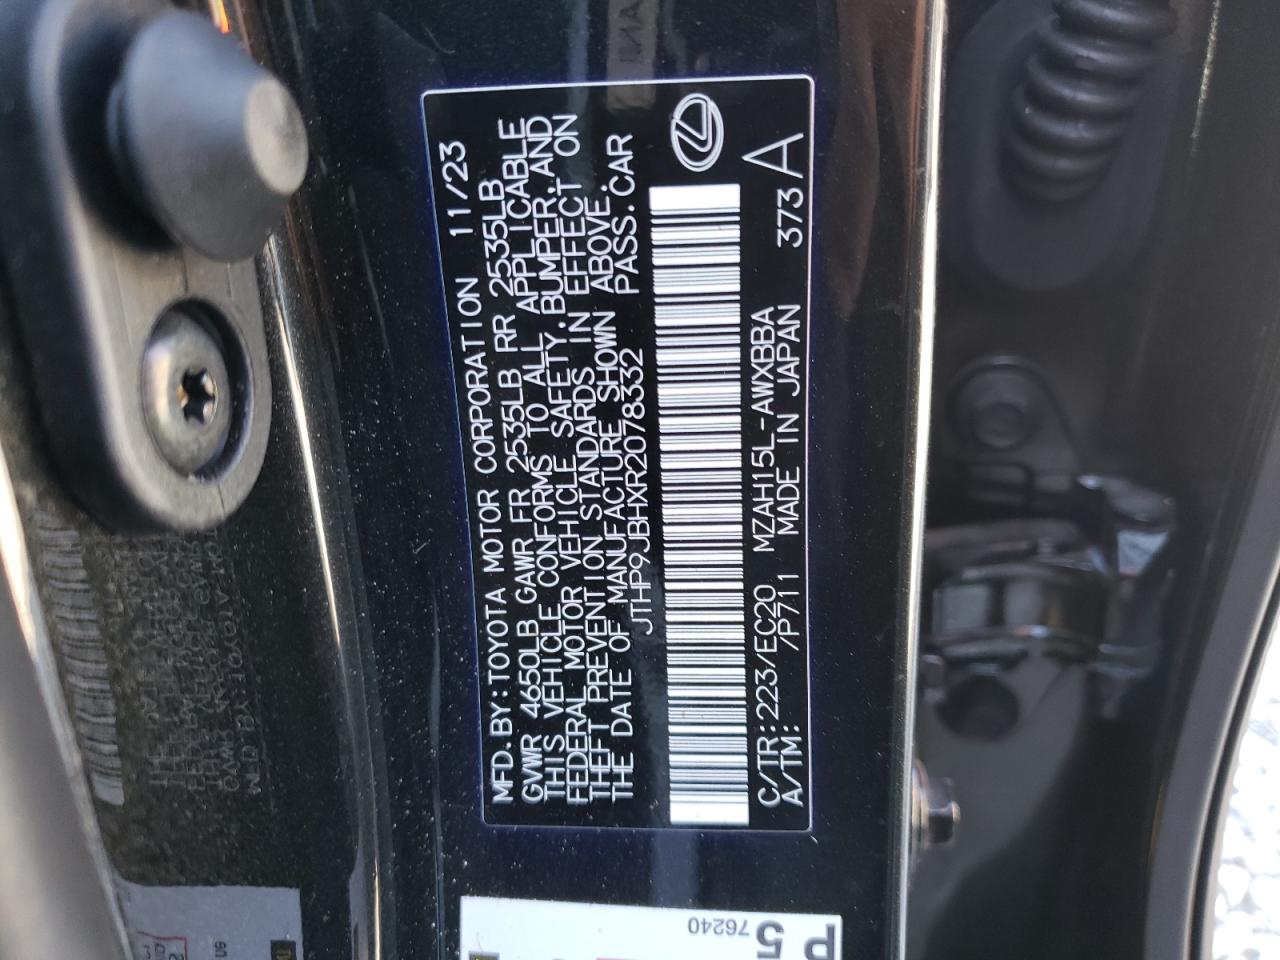 MFD.BY:TOYOTA MOTOR CORPORATION 11/23
GVWR 4650LB GAWR FR 2535LB RR 2535LB
THIS VEHICLE CONFORMS TO ALL APPLICABLE
FEDERAL MOTOR VEHICLE SAFETY,BUMPER,AND
THEFT PREVENTION STANDARDS IN EFFECT ON
THE DATE OF MANUFACTURE SHOWN ABOVE.
JTHP9JBHXR2078332 PASS.CAR
C/TR:223/EC20 MZAH15L-AWXBBA 373 A
A/TM: /P711 MADE IN JAPAN
P 5
76240